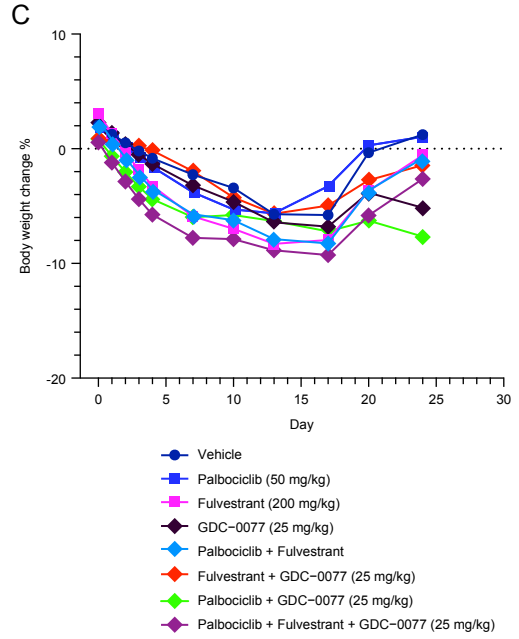 C
10
0
-10
-20
Body weight change %
0 5 10 15 20 25 30
Day
Vehicle
Palbociclib (50 mg/kg)
Fulvestrant (200 mg/kg)
GDC−0077 (25 mg/kg)
Palbociclib + Fulvestrant
Fulvestrant + GDC−0077 (25 mg/kg)
Palbociclib + GDC−0077 (25 mg/kg)
Palbociclib + Fulvestrant + GDC−0077 (25 mg/kg)